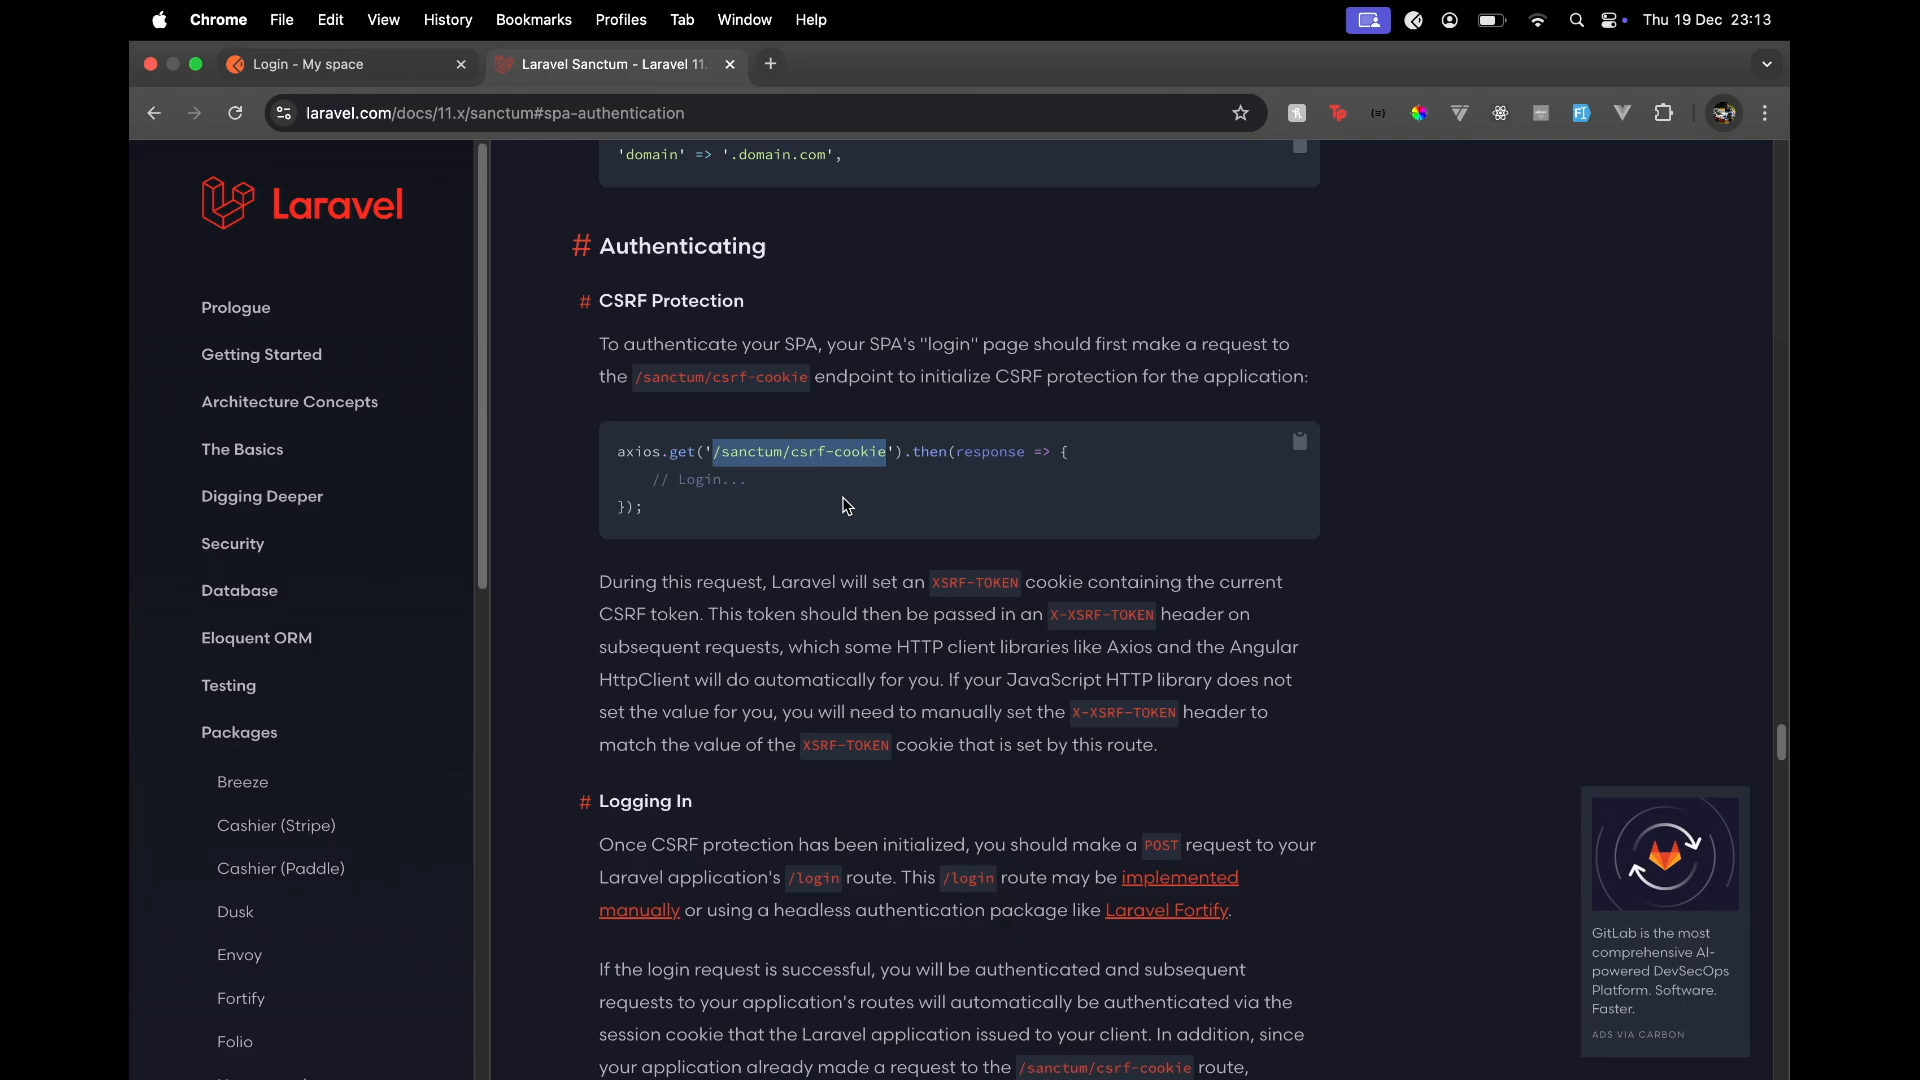 Chrome File Edit View History Bookmarks Profiles Tab Window Help
Thu 19 Dec 23:13
Login - My space
Laravel Sanctum - Laravel 11.
laravel.com/docs/11.x/sanctum#spa-authentication
Laravel
Prologue
Getting Started
Architecture Concepts
The Basics
Digging Deeper
Security
Database
Eloquent ORM
Testing
Packages
Breeze
Cashier (Stripe)
Cashier (Paddle)
Dusk
Envoy
Fortify
Folio
'domain' => '.domain.com',
# Authenticating
# CSRF Protection
To authenticate your SPA, your SPA's "login" page should first make a request to
the /sanctum/csrf-cookie endpoint to initialize CSRF protection for the application:
axios.get('/sanctum/csrf-cookie').then(response => {
// Login...
});
During this request, Laravel will set an XSRF-TOKEN cookie containing the current
CSRF token. This token should then be passed in an X-XSRF-TOKEN header on
subsequent requests, which some HTTP client libraries like Axios and the Angular
HttpClient will do automatically for you. If your JavaScript HTTP library does not
set the value for you, you will need to manually set the X-XSRF-TOKEN header to
match the value of the XSRF-TOKEN cookie that is set by this route.
# Logging In
Once CSRF protection has been initialized, you should make a POST request to your
Laravel application's /login route. This /login route may be implemented
manually or using a headless authentication package like Laravel Fortify.
If the login request is successful, you will be authenticated and subsequent
requests to your application's routes will automatically be authenticated via the
session cookie that the Laravel application issued to your client. In addition, since
your application already made a request to the /sanctum/csrf-cookie route,
GitLab is the most
comprehensive AI-
powered DevSecOps
Platform. Software.
Faster.
ADS VIA CARBON